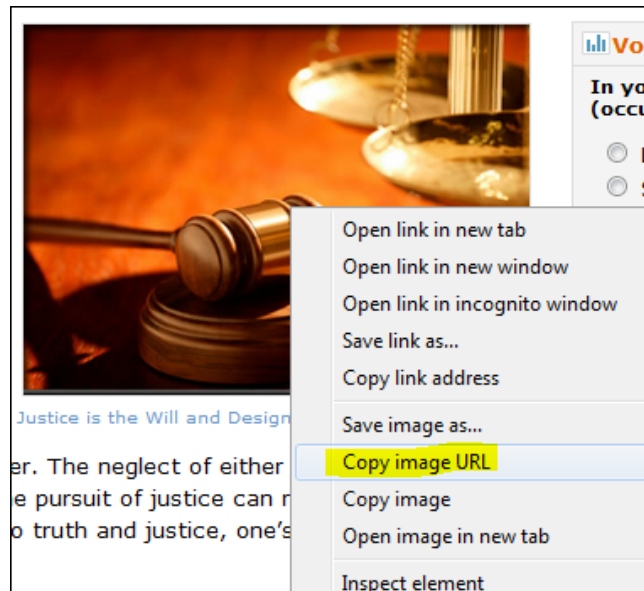 Vo
In yo
(occu
Open link in new tab
Open link in new window
Open link in incognito window
Save link as...
Copy link address
Justice is the Will and Design
Save image as...
er. The neglect of either
Copy image URL
e pursuit of justice can
Copy image
o truth and justice, one's
Open image in new tab
Inspect element